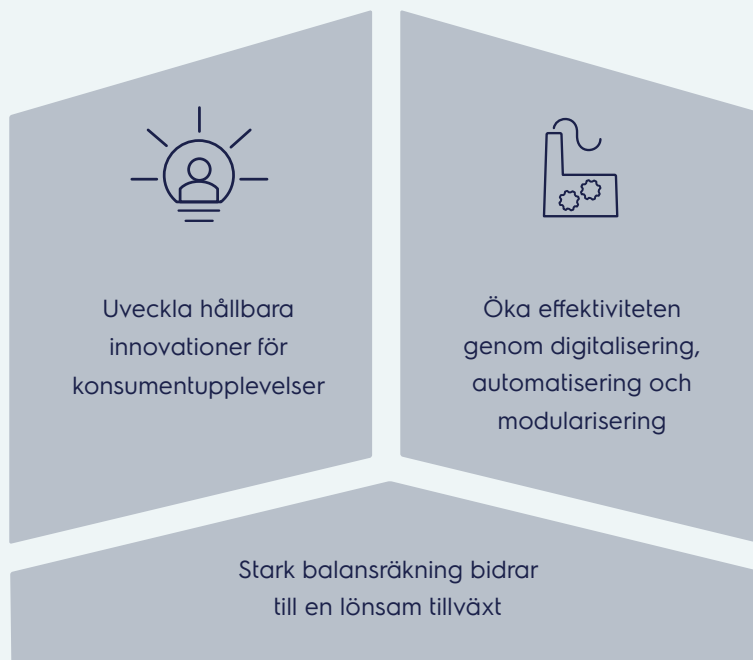 Uveckla hållbara
innovationer för
konsumentupplevelser
Öka effektiviteten
genom digitalisering,
automatisering och
modularisering
Stark balansräkning bidrar
till en lönsam tillväxt